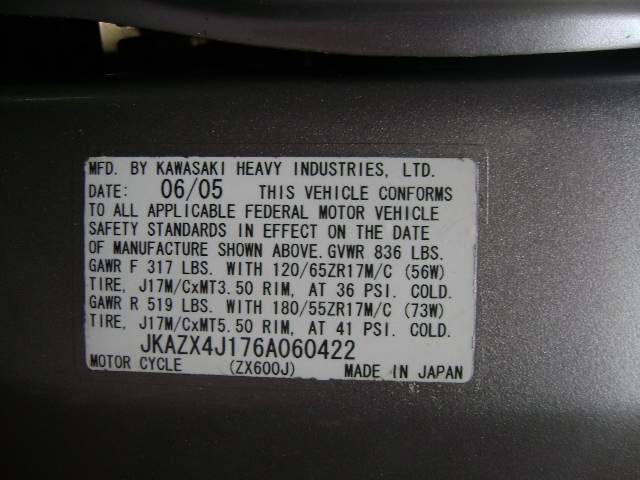 MFD. BY KAWASAKI HEAVY INDUSTRIES, LTD.
DATE: 06/05 THIS VEHICLE CONFORMS
TO ALL APPLICABLE FEDERAL MOTOR VEHICLE
SAFETY STANDARDS IN EFFECT ON THE DATE
OF MANUFACTURE SHOWN ABOVE. GVWR 836 LBS.
GAWR F 317 LBS. WITH 120/65ZR17M/C (56W)
TIRE, J17M/CxMT3.50 RIM, AT 36 PSI. COLD.
GAWR R 519 LBS. WITH 180/55ZR17M/C (73W)
TIRE, J17M/CxMT5.50 RIM, AT 41 PSI. COLD.
JKAZX4J176A060422
MOTOR CYCLE (ZX600J) MADE IN JAPAN